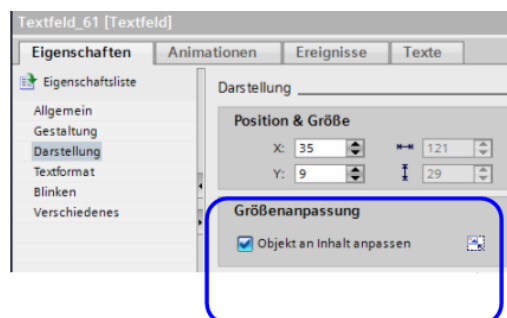 Textfeld_61 [Textfeld]
Eigenschaften Animationen Ereignisse Texte
Eigenschaftsliste
Allgemein
Gestaltung
Darstellung
Textformat
Blinken
Verschiedenes
Darstellung
Position & Größe
X: 35 121
Y: 9 29
Größenanpassung
Objekt an Inhalt anpassen